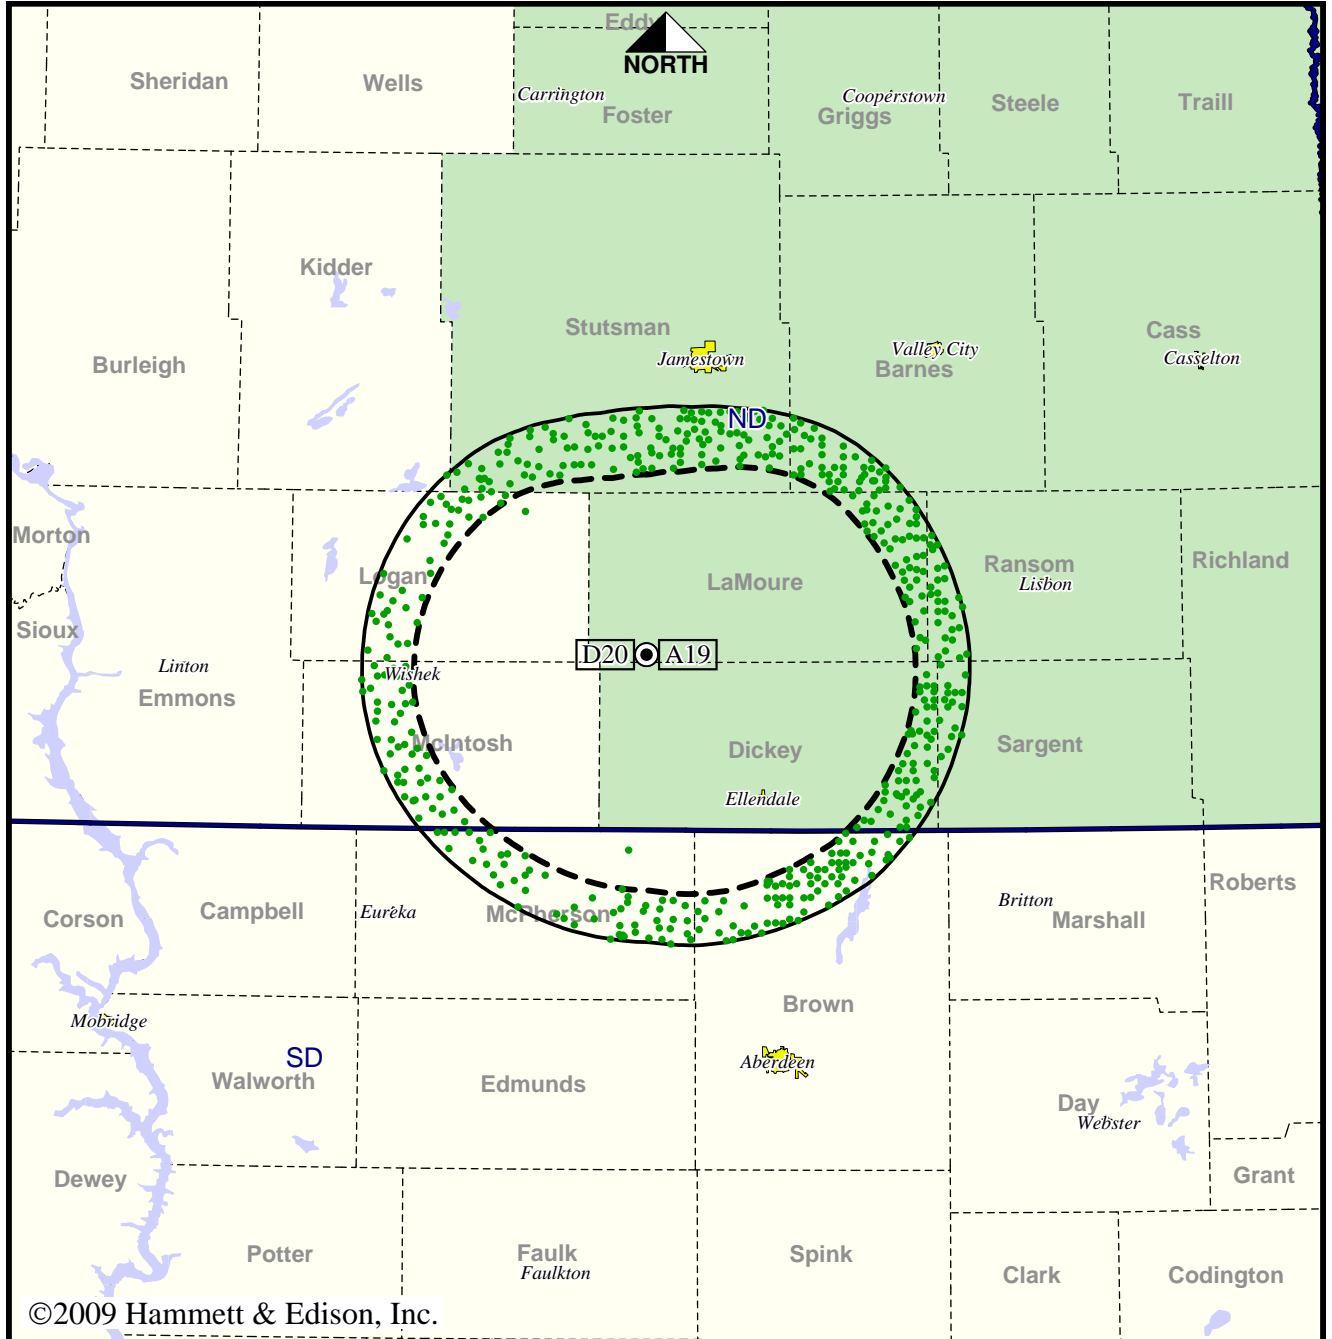 Eddy
NORTH
Sheridan
Wells
Carrington
Foster
Cooperstown
Griggs
Steele
Traill
Kidder
Stutsman
Jamestown
Burleigh
Valley City
Barnes
Cass
Casselton
ND
Morton
Logan
LaMoure
Ransom
Lisbon
Richland
Sioux
D20
A19
Linton
Emmons
Wishek
McIntosh
Dickey
Ellendale
Sargent
Corson
Campbell
Eureka
McPherson
Britton
Marshall
Roberts
Brown
Mobridge
SD
Walworth
Edmunds
Aberdeen
Day
Webster
Dewey
Grant
Potter
Faulk
Faulkton
Spink
Clark
Codington
©2009 Hammett & Edison, Inc.